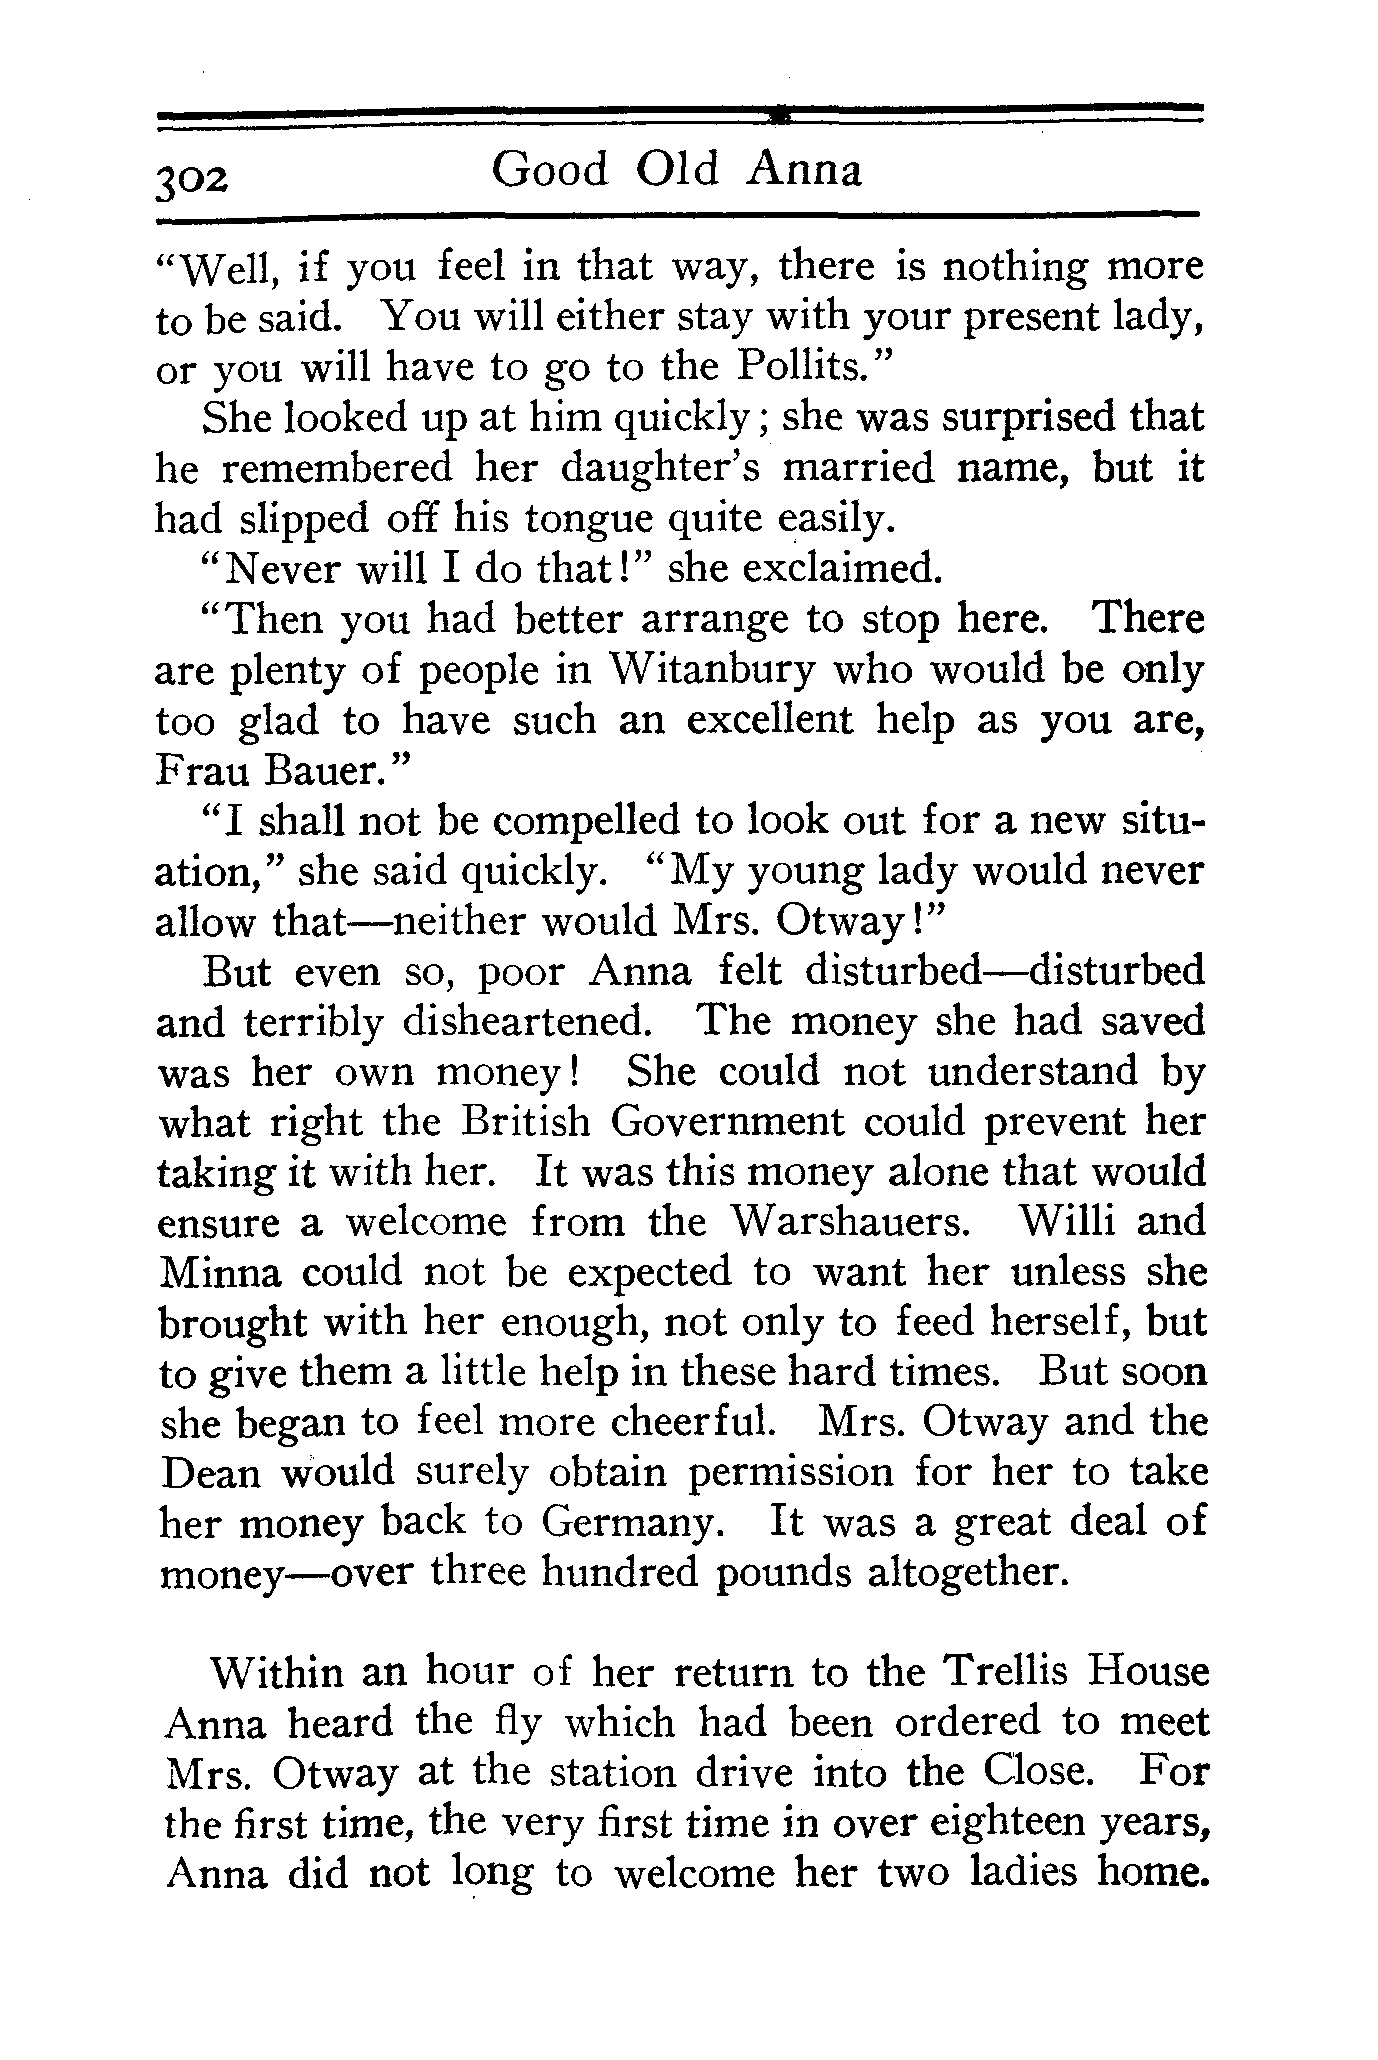 302 Good Old Anna
"Well, if you feel in that way, there is nothing more
to be said. You will either stay with your present lady,
or you will have to go to the Pollits."
She looked up at him quickly; she was surprised that
he remembered her daughter's married name, but it
had slipped off his tongue quite easily.
"Never will I do that!" she exclaimed.
"Then you had better arrange to stop here. There
are plenty of people in Witanbury who would be only
too glad to have such an excellent help as you are,
Frau Bauer."
"I shall not be compelled to look out for a new situ-
ation," she said quickly. "My young lady would never
allow that—neither would Mrs. Otway!"
But even so, poor Anna felt disturbed—disturbed
and terribly disheartened. The money she had saved
was her own money! She could not understand by
what right the British Government could prevent her
taking it with her. It was this money alone that would
ensure a welcome from the Warshauers. Willi and
Minna could not be expected to want her unless she
brought with her enough, not only to feed herself, but
to give them a little help in these hard times. But soon
she began to feel more cheerful. Mrs. Otway and the
Dean would surely obtain permission for her to take
her money back to Germany. It was a great deal of
money—over three hundred pounds altogether.
Within an hour of her return to the Trellis House
Anna heard the fly which had been ordered to meet
Mrs. Otway at the station drive into the Close. For
the first time, the very first time in over eighteen years,
Anna did not long to welcome her two ladies home.